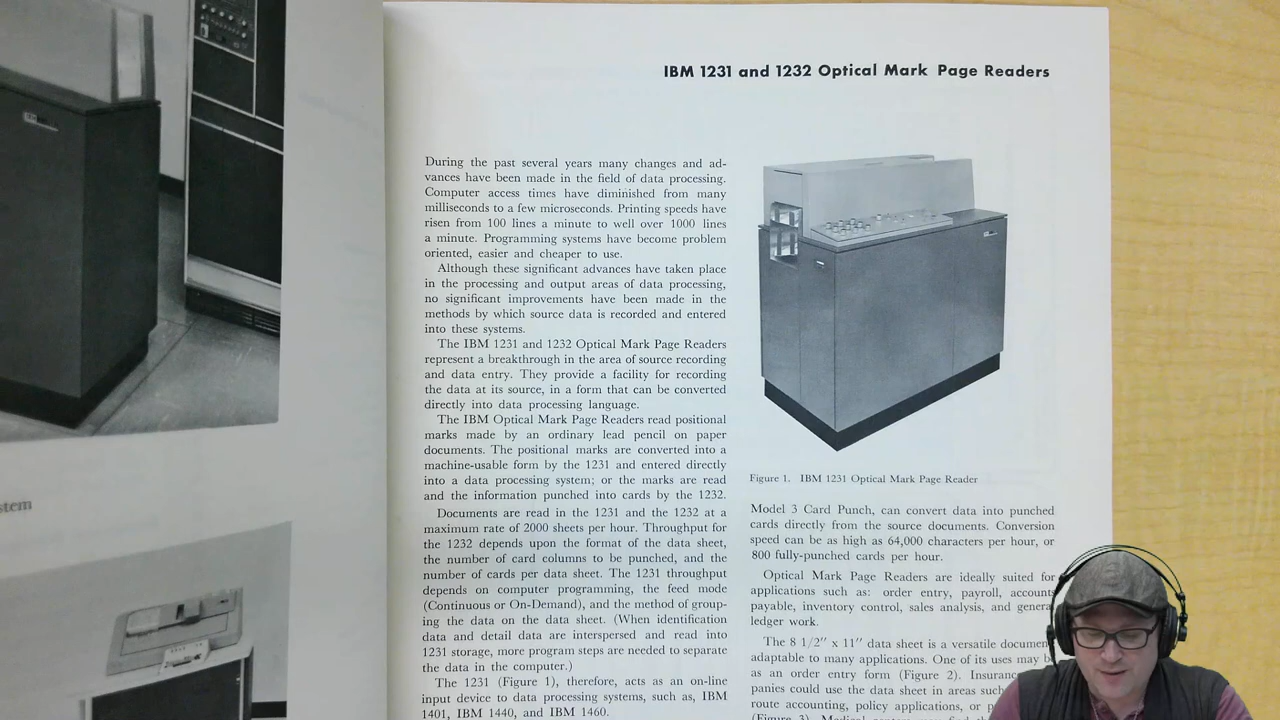 IBM 1231 and 1232 Optical Mark Page Readers
During the past several years many changes and ad-
vances have been made in the field of data processing.
Computer access times have diminished from many
milliseconds to a few microseconds. Printing speeds have
risen from 100 lines a minute to well over 1000 lines
a minute. Programming systems have become problem
oriented, easier and cheaper to use.
Although these significant advances have taken place
in the processing and output areas of data processing,
no significant improvements have been made in the
methods by which source data is recorded and entered
into these systems.
The IBM 1231 and 1232 Optical Mark Page Readers
represent a breakthrough in the area of source recording
and data entry. They provide a facility for recording
the data at its source, in a form that can be converted
directly into data processing language.
The IBM Optical Mark Page Readers read positional
marks made by an ordinary lead pencil on paper
documents. The positional marks are converted into a
machine-usable form by the 1231 and entered directly
into a data processing system; or the marks are read
and the information punched into cards by the 1232.
Documents are read in the 1231 and the 1232 at a
maximum rate of 2000 sheets per hour. Throughput for
the 1232 depends upon the format of the data sheet,
the number of card columns to be punched, and the
number of cards per data sheet. The 1231 throughput
depends on computer programming, the feed mode
(Continuous or On-Demand), and the method of group-
ing the data on the data sheet. (When identification
data and detail data are interspersed and read into
1231 storage, more program steps are needed to separate
the data in the computer.)
The 1231 (Figure 1), therefore, acts as an on-line
input device to data processing systems, such as, IBM
1401, IBM 1440, and IBM 1460.
Figure 1. IBM 1231 Optical Mark Page Reader
Model 3 Card Punch, can convert data into punched
cards directly from the source documents. Conversion
speed can be as high as 64,000 characters per hour, or
800 fully-punched cards per hour.
Optical Mark Page Readers are ideally suited for
applications such as: order entry, payroll, accounts
payable, inventory control, sales analysis, and general
ledger work.
The 8 1/2" x 11" data sheet is a versatile documen
adaptable to many applications. One of its uses may b
as an order entry form (Figure 2). Insuranc
panies could use the data sheet in areas such
route accounting, policy applications, or p
(Figure 3).
stem